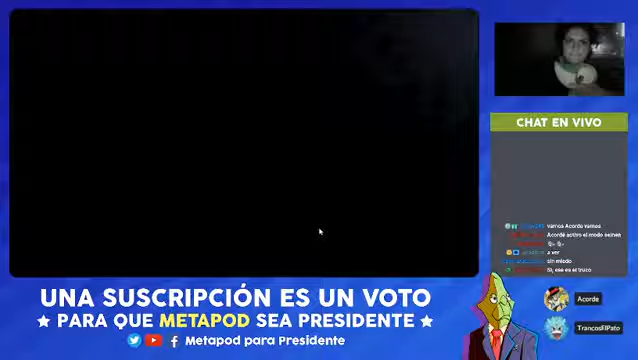 CHAT EN VIVO
vamos Acorde vamos
Acorde activo el modo seinen
a ver
sin miedo
Si, ese es el truco
UNA SUSCRIPCIÓN ES UN VOTO
★ PARA QUE METAPOD SEA PRESIDENTE ★
Metapod para Presidente
Acorde
TrancosElPato